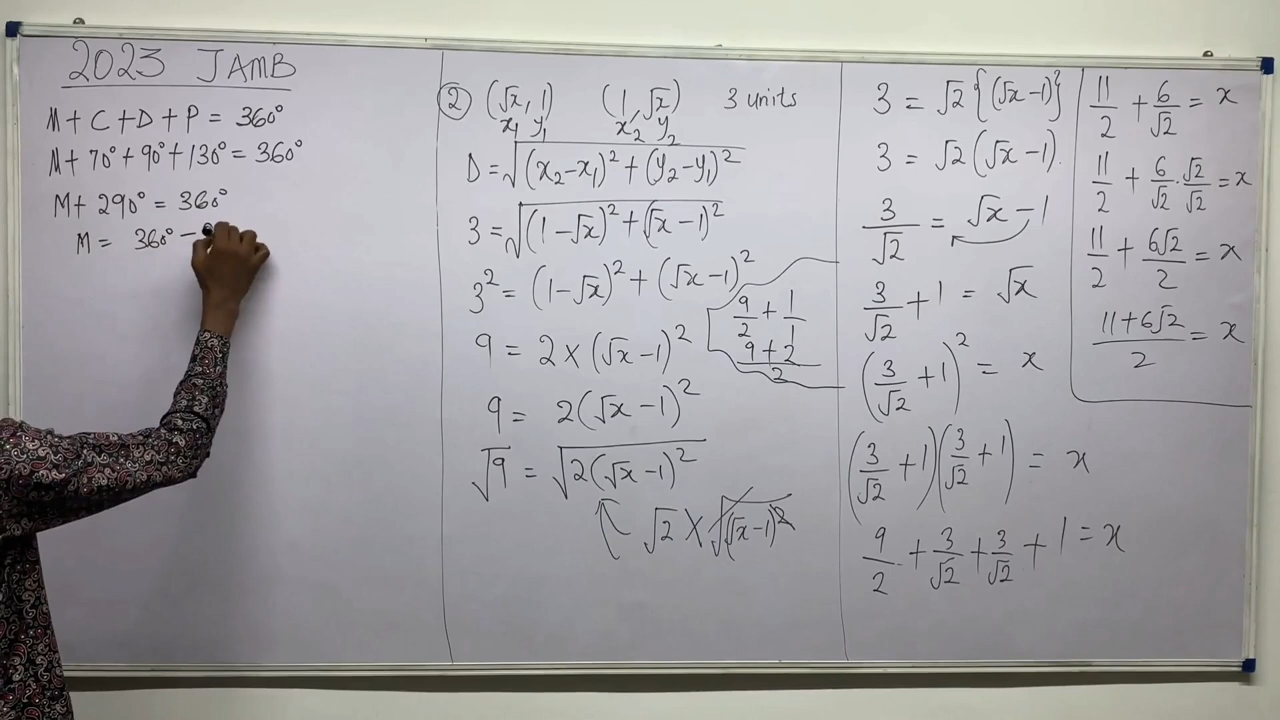 2023 JAMB
M + C + D + P = 360°
M + 70° + 90° + 130° = 360°
M + 290° = 360°
M = 360° -
② (√x, 1) (1, √x) 3 units
x₁ y₁ x₂ y₂
D = √((x₂-x₁)² + (y₂-y₁)²)
3 = √((1-√x)² + (√x-1)²)
3² = (1-√x)² + (√x-1)²
9 = 2 × (√x-1)²
9 = 2(√x-1)²
√9 = √(2(√x-1)²)
√2 × √(√x-1)²
9/2 + 1/1
(9+2)/2
3 = √2{(√x-1)}
3 = √2(√x-1).
3/√2 = √x-1
3/√2 + 1 = √x
(3/√2 + 1)² = x
(3/√2 + 1)(3/√2 + 1) = x
9/2 + 3/√2 + 3/√2 + 1 = x
11/2 + 6/√2 = x
11/2 + 6/√2 · √2/√2 = x
11/2 + 6√2/2 = x
(11+6√2)/2 = x